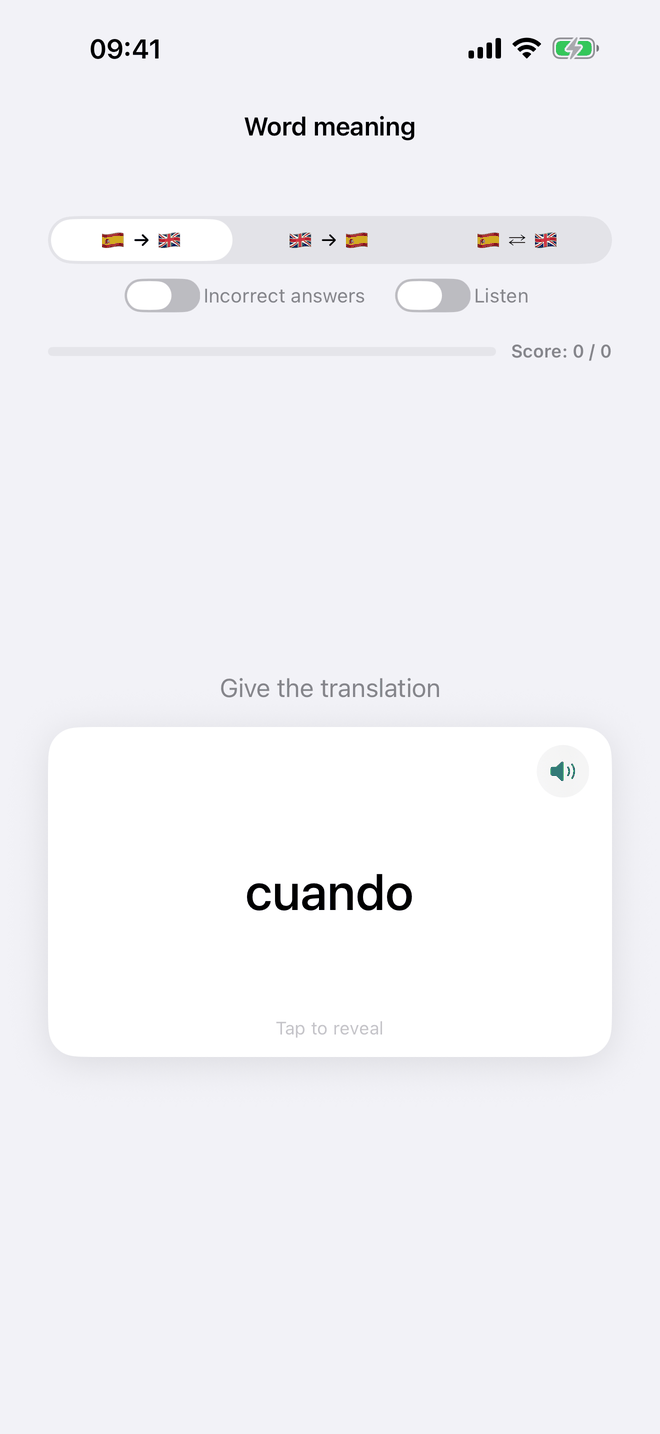 09:41
Word meaning
🇪🇸 → 🇬🇧 🇬🇧 → 🇪🇸 🇪🇸 ⇄ 🇬🇧
Incorrect answers Listen
Score: 0 / 0
Give the translation
cuando
Tap to reveal